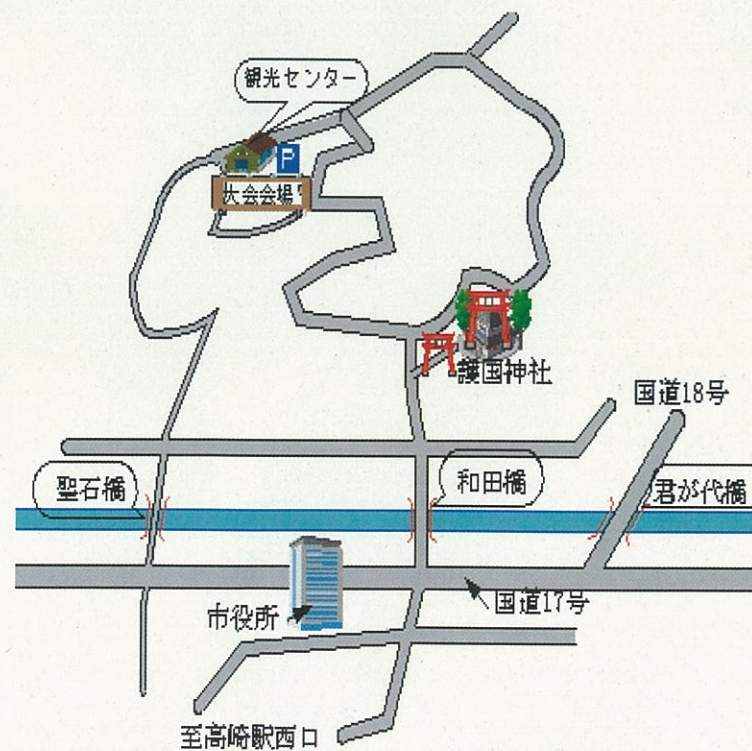 観光センター
P
大会会場
護国神社
国道18号
聖石橋
和田橋
君が代橋
国道17号
市役所
至高崎駅西口